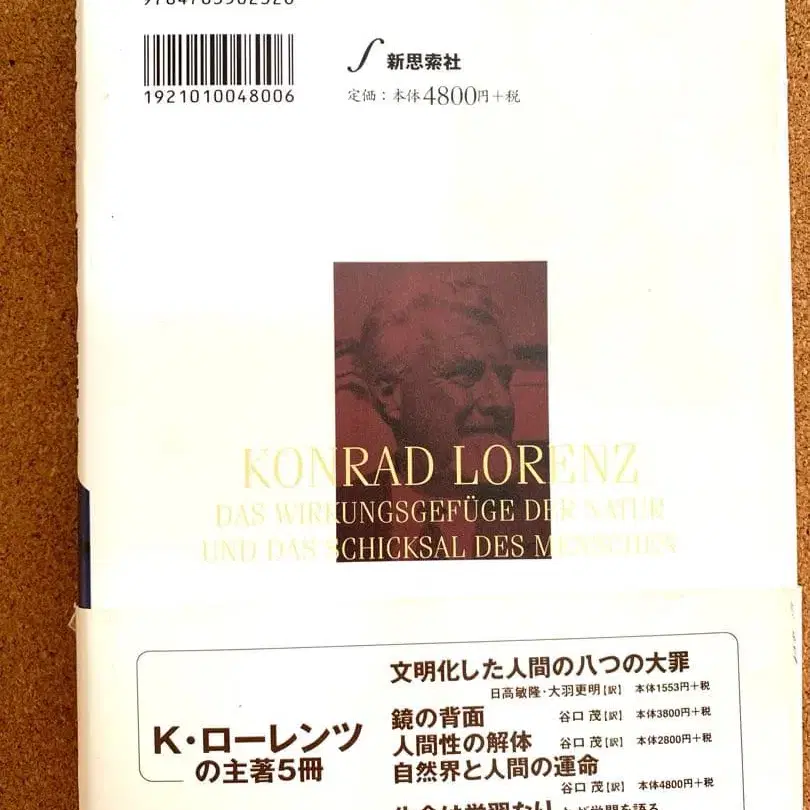 9784783502326
1921010048006
新思索社
定価：本体4800円＋税
KONRAD LORENZ
DAS WIRKUNGSGEFÜGE DER NATUR
UND DAS SCHICKSAL DES MENSCHEN
K・ローレンツ
の主著5冊
文明化した人間の八つの大罪
日高敏隆・大羽更明【訳】 本体1553円＋税
鏡の背面 谷口 茂【訳】 本体3800円＋税
人間性の解体 谷口 茂【訳】 本体2800円＋税
自然界と人間の運命
谷口 茂【訳】 本体4800円＋税